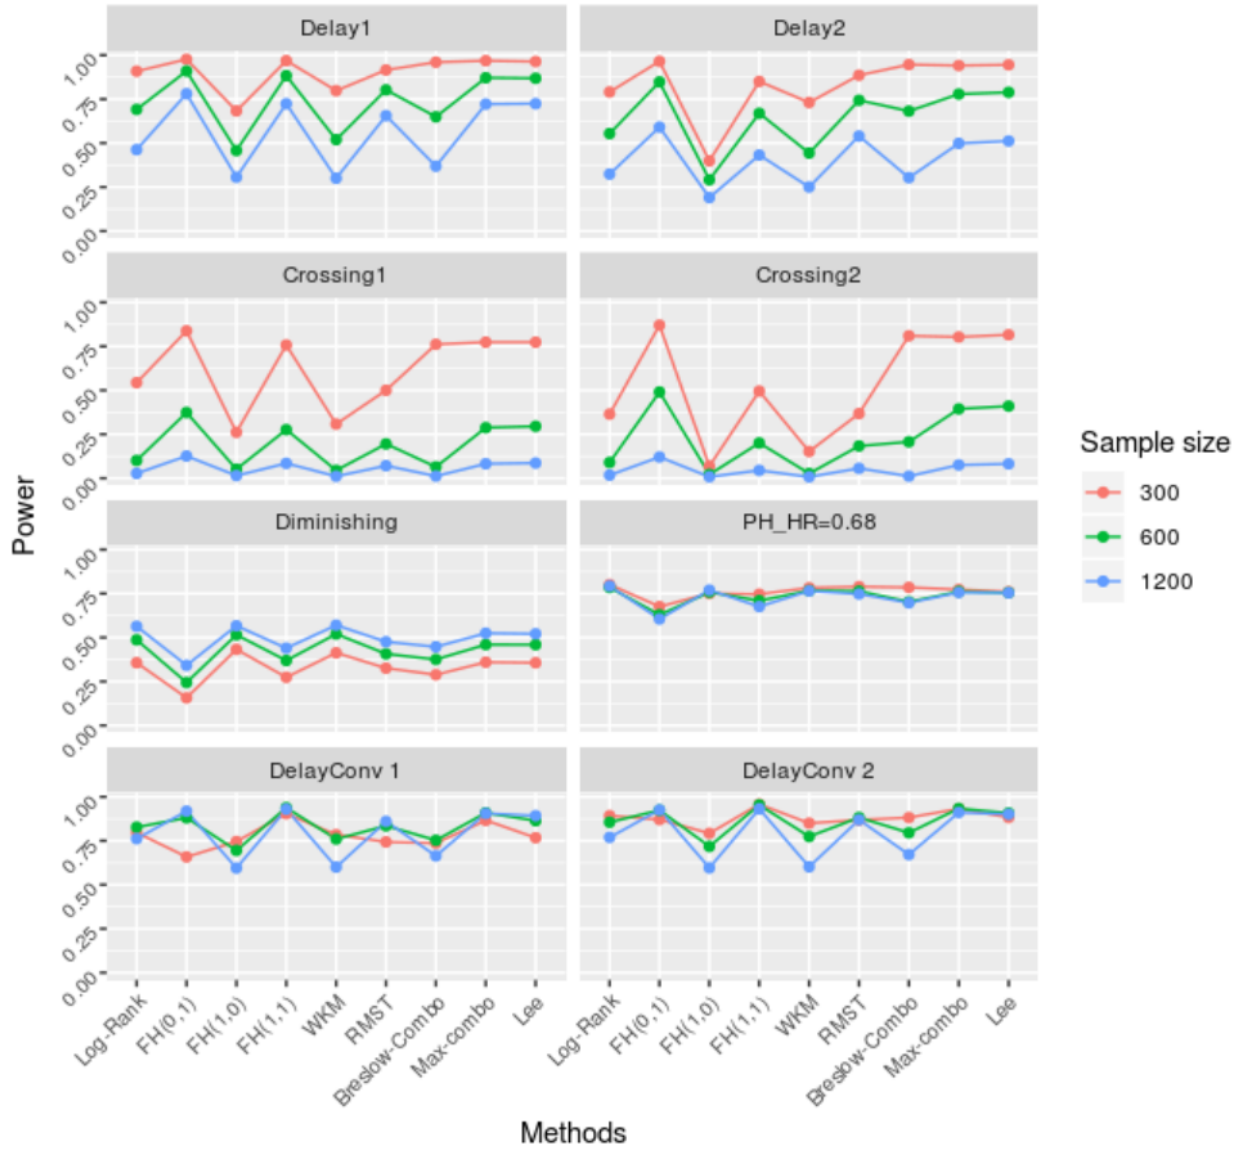 Delay1
Delay2
1.00
0.75
0.50
0.25
0.00
Crossing1
Crossing2
1.00
0.75
0.50
0.25
0.00
Diminishing
PH_HR=0.68
1.00
0.75
0.50
0.25
0.00
DelayConv 1
DelayConv 2
1.00
0.75
0.50
0.25
0.00
Power
Log-Rank
FH(0,1)
FH(1,0)
FH(1,1)
WKM
RMST
Breslow-Combo
Max-combo
Lee
Log-Rank
FH(0,1)
FH(1,0)
FH(1,1)
WKM
RMST
Breslow-Combo
Max-combo
Lee
Methods
Sample size
300
600
1200